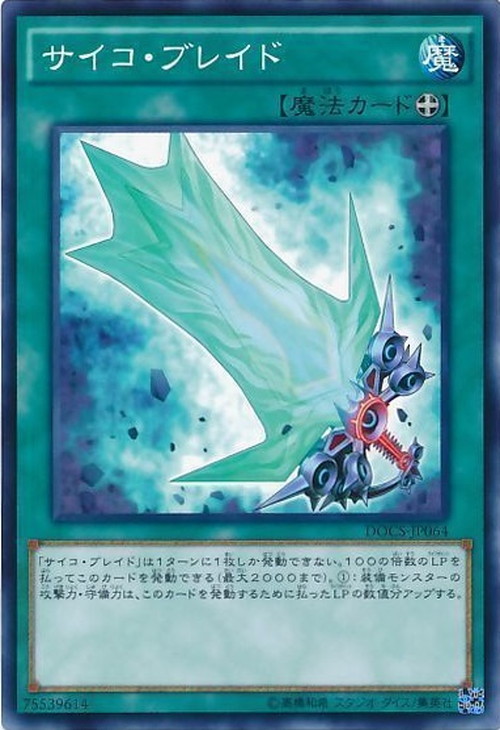 サイコ・ブレイド
魔
【魔法カード】
DOCS-JP064
「サイコ・ブレイド」は1ターンに1枚しか発動できない。100の倍数のLPを
払ってこのカードを発動できる(最大2000まで)。①:装備モンスターの
攻撃力・守備力は、このカードを発動するために払ったLPの数値分アップする。
75539614
©高橋和希 スタジオ・ダイス/集英社